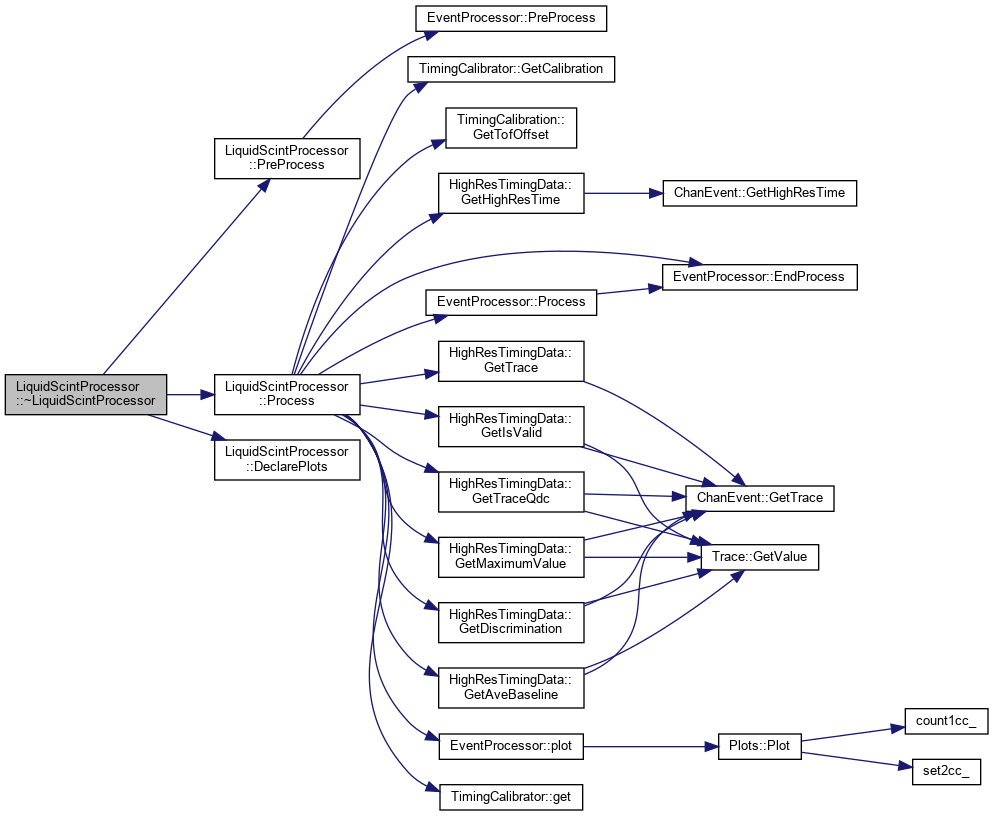 EventProcessor::PreProcess
TimingCalibrator::GetCalibration
TimingCalibration::
GetTofOffset
LiquidScintProcessor
::PreProcess
HighResTimingData::
GetHighResTime
ChanEvent::GetHighResTime
EventProcessor::EndProcess
EventProcessor::Process
HighResTimingData::
GetTrace
LiquidScintProcessor
::~LiquidScintProcessor
LiquidScintProcessor
::Process
HighResTimingData::
GetIsValid
LiquidScintProcessor
::DeclarePlots
HighResTimingData::
GetTraceQdc
ChanEvent::GetTrace
HighResTimingData::
GetMaximumValue
Trace::GetValue
HighResTimingData::
GetDiscrimination
HighResTimingData::
GetAveBaseline
EventProcessor::plot
Plots::Plot
count1cc_
set2cc_
TimingCalibrator::get